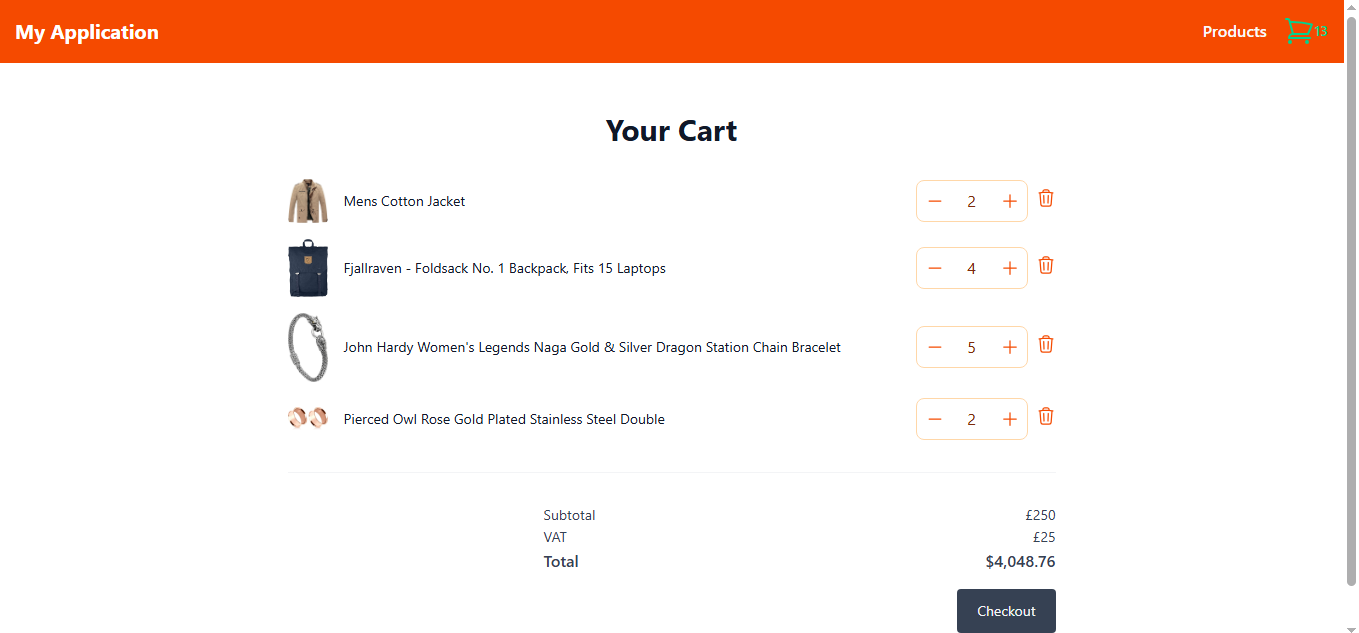 My Application
Products
13
Your Cart
Mens Cotton Jacket
2
Fjallraven - Foldsack No. 1 Backpack, Fits 15 Laptops
4
John Hardy Women's Legends Naga Gold & Silver Dragon Station Chain Bracelet
5
Pierced Owl Rose Gold Plated Stainless Steel Double
2
Subtotal £250
VAT £25
Total $4,048.76
Checkout